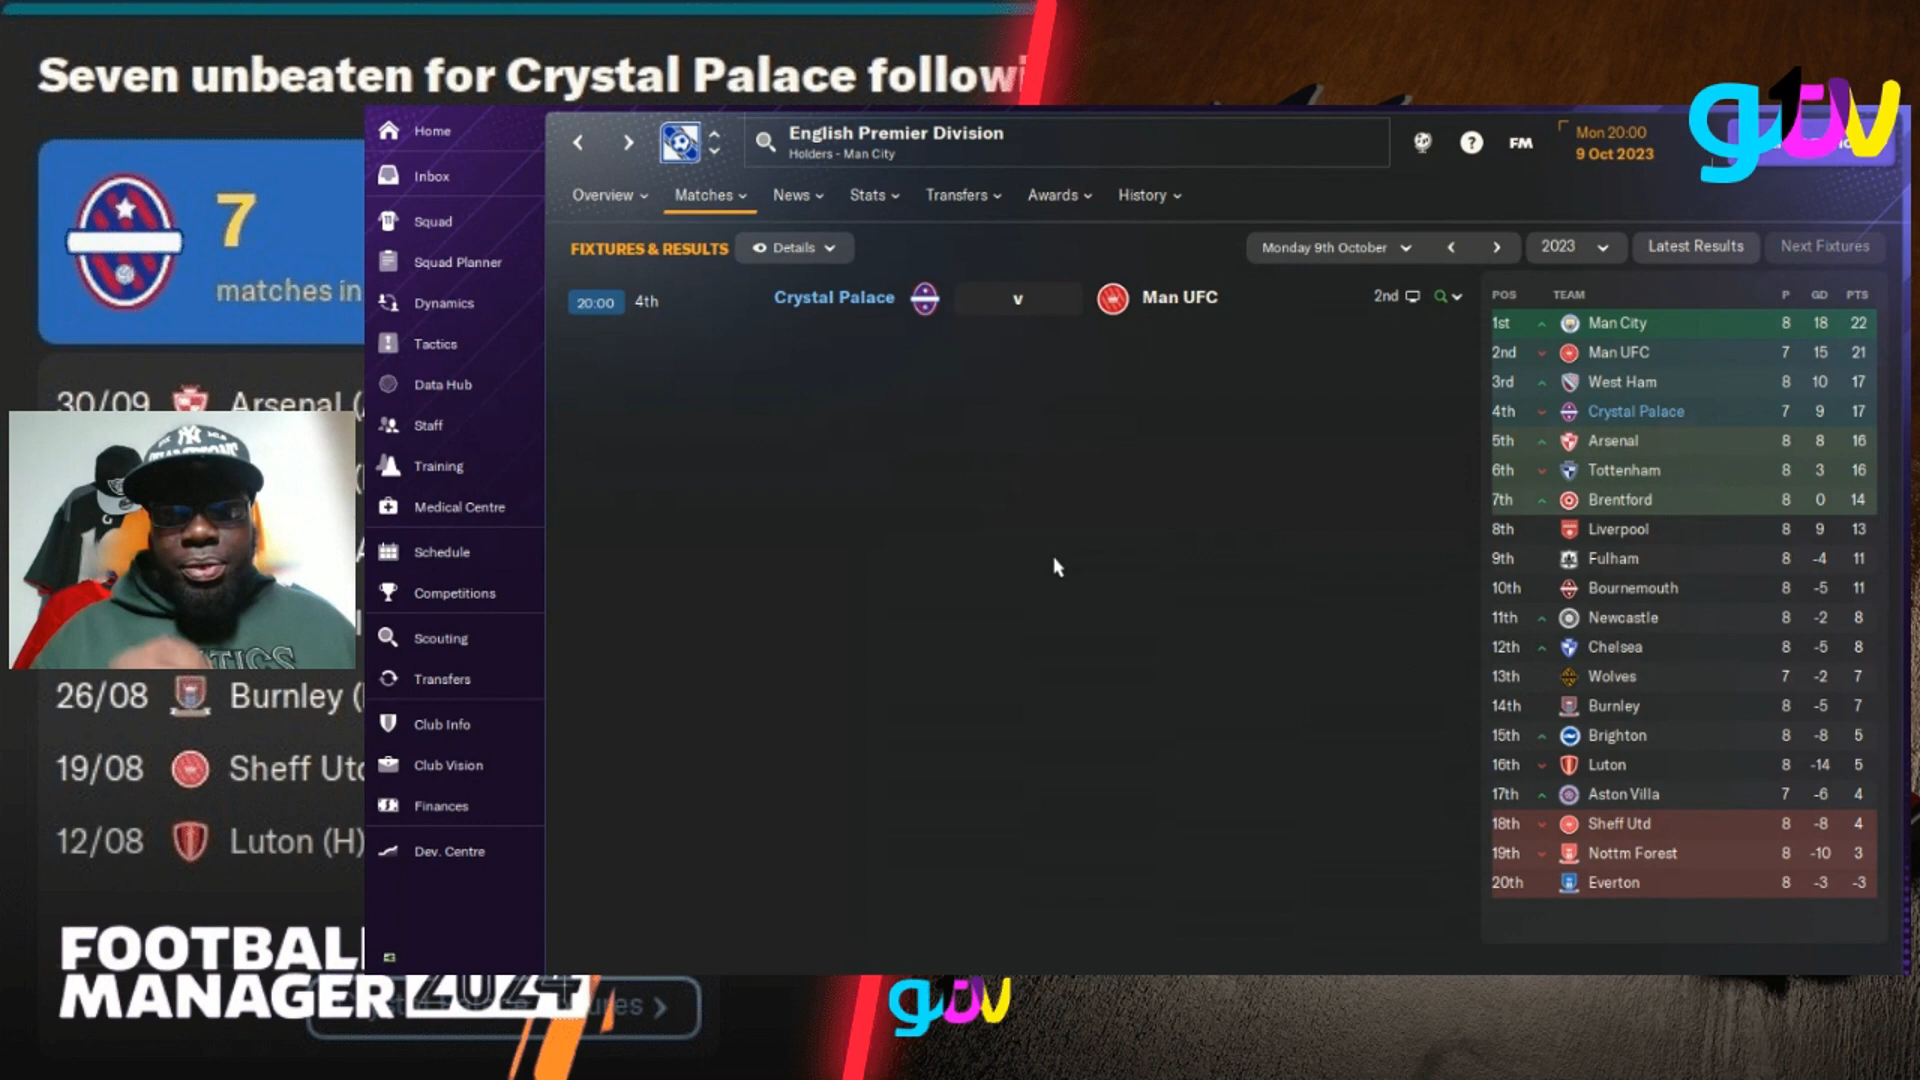 Seven unbeaten for Crystal Palace followi
7
matches in
30/09 Arsenal (
26/08 Burnley (
19/08 Sheff Utd
12/08 Luton (H)
FOOTBALL
MANAGER 2024
gtv
Home
Inbox
Squad
Squad Planner
Dynamics
Tactics
Data Hub
Staff
Training
Medical Centre
Schedule
Competitions
Scouting
Transfers
Club Info
Club Vision
Finances
Dev. Centre
English Premier Division
Holders - Man City
FM
Mon 20:00
9 Oct 2023
gtv
Overview Matches News Stats Transfers Awards History
FIXTURES & RESULTS Details Monday 9th October 2023 Latest Results Next Fixtures
20:00 4th Crystal Palace v Man UFC 2nd
POS TEAM P GD PTS
1st Man City 8 18 22
2nd Man UFC 7 15 21
3rd West Ham 8 10 17
4th Crystal Palace 7 9 17
5th Arsenal 8 8 16
6th Tottenham 8 3 16
7th Brentford 8 0 14
8th Liverpool 8 9 13
9th Fulham 8 -4 11
10th Bournemouth 8 -5 11
11th Newcastle 8 -2 8
12th Chelsea 8 -5 8
13th Wolves 7 -2 7
14th Burnley 8 -5 7
15th Brighton 8 -8 5
16th Luton 8 -14 5
17th Aston Villa 7 -6 4
18th Sheff Utd 8 -8 4
19th Nottm Forest 8 -10 3
20th Everton 8 -3 -3